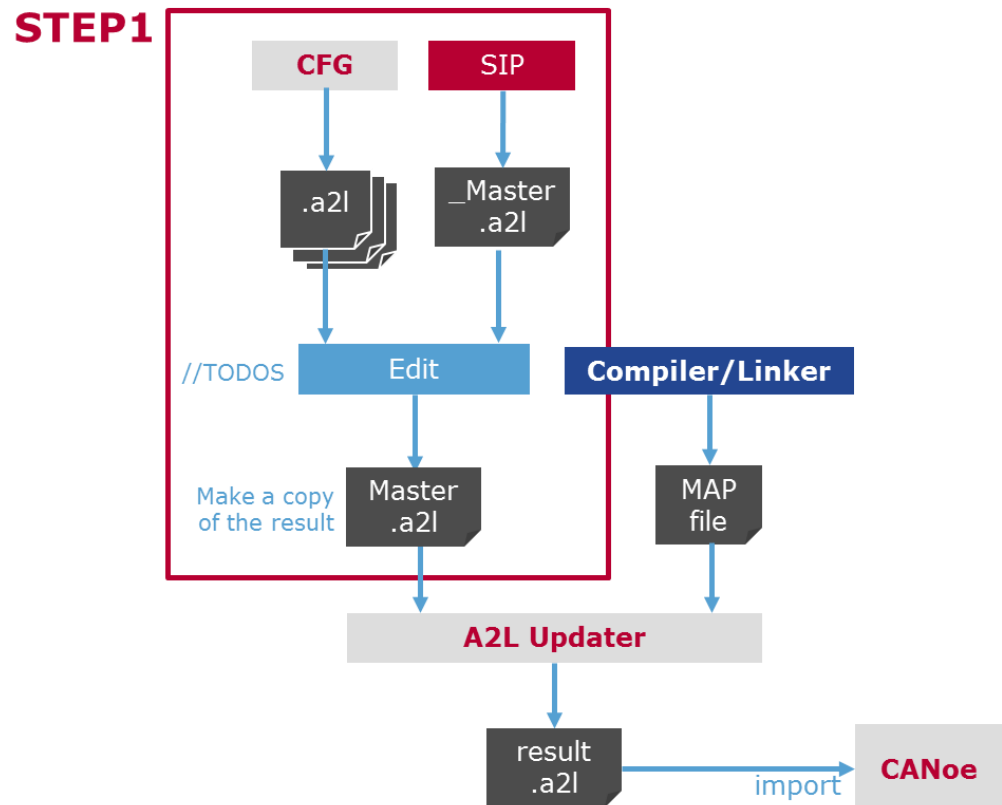 STEP1
CFG
SIP
.a2l
_Master
.a2l
//TODOS
Edit
Compiler/Linker
Make a copy
of the result
Master
.a2l
MAP
file
A2L Updater
result
.a2l
import
CANoe